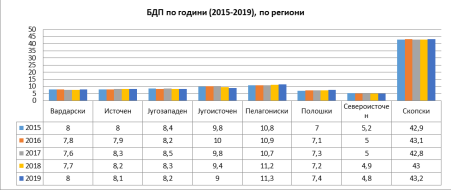 БДП по години (2015-2019), по региони
50
45
40
35
30
25
20
15
10
5
0
Вардарски Источен Југозападен Југоисточен Пелагониски Полошки Североисточен Скопски
2015 8 8 8,4 9,8 10,8 7 5,2 42,9
2016 7,8 7,9 8,2 10 10,9 7,1 5 43,1
2017 7,6 8,3 8,5 9,8 10,7 7,3 5 42,8
2018 7,7 8,2 8,3 9,4 11,2 7,2 4,9 43
2019 8 8,1 8,2 9 11,3 7,4 4,8 43,2